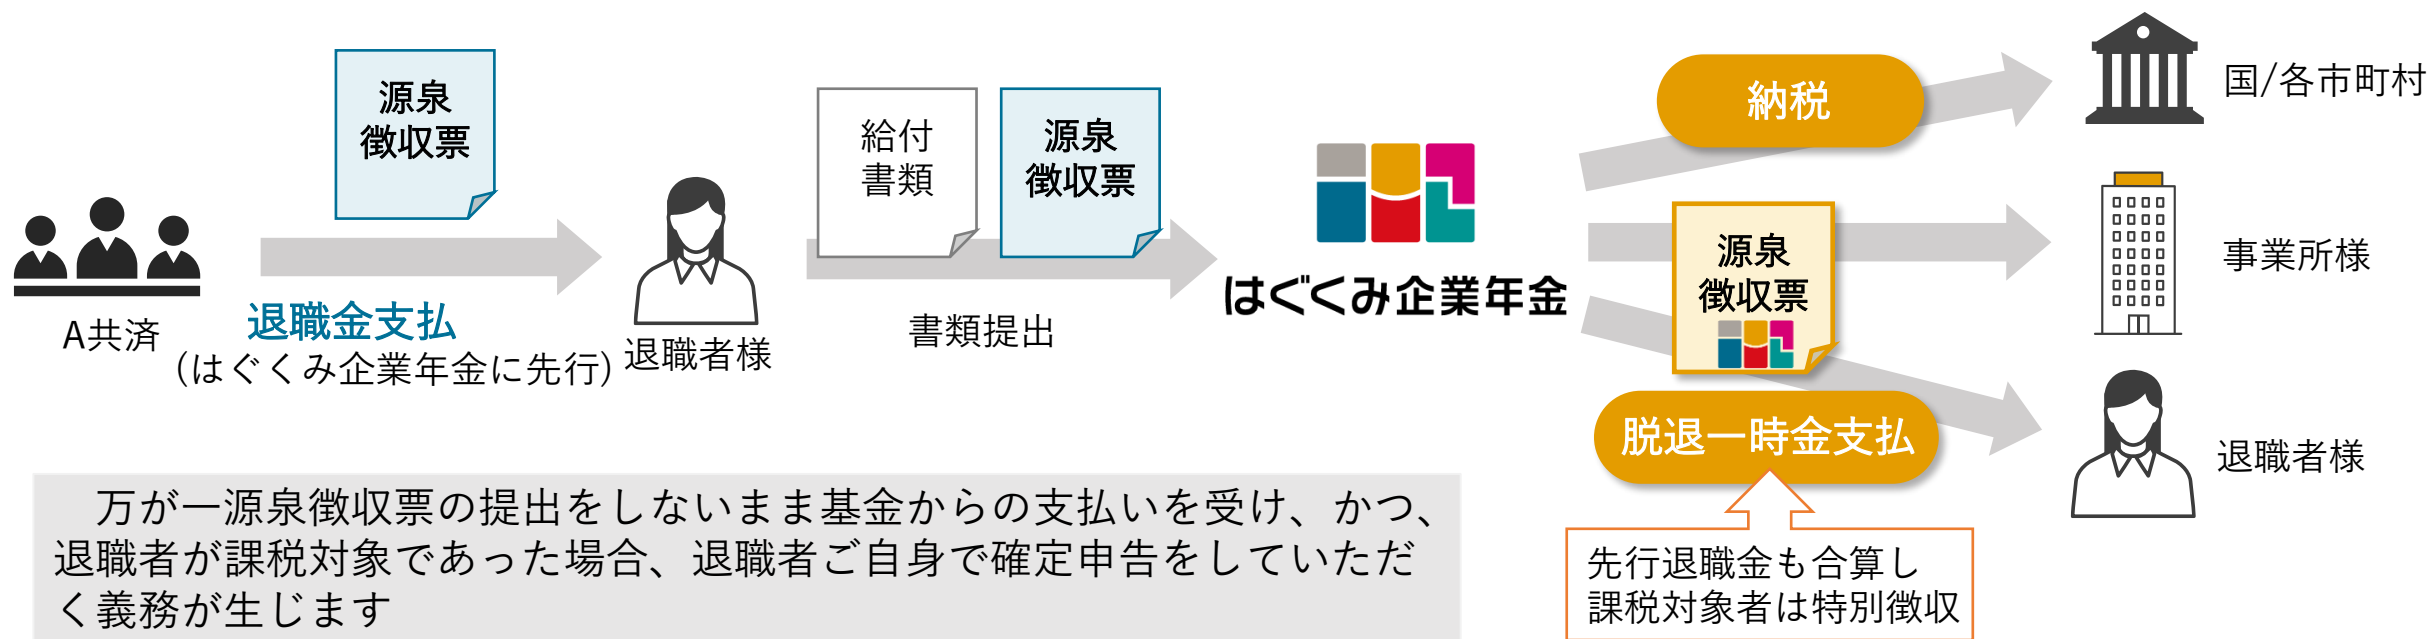 源泉
徴収票
A共済
退職金支払
(はぐくみ企業年金に先行)
退職者様
給付
書類
源泉
徴収票
書類提出
はぐくみ企業年金
納税
源泉
徴収票
脱退一時金支払
先行退職金も合算し
課税対象者は特別徴収
国/各市町村
事業所様
退職者様
万が一源泉徴収票の提出をしないまま基金からの支払いを受け、かつ、
退職者が課税対象であった場合、退職者ご自身で確定申告をしていただ
く義務が生じます